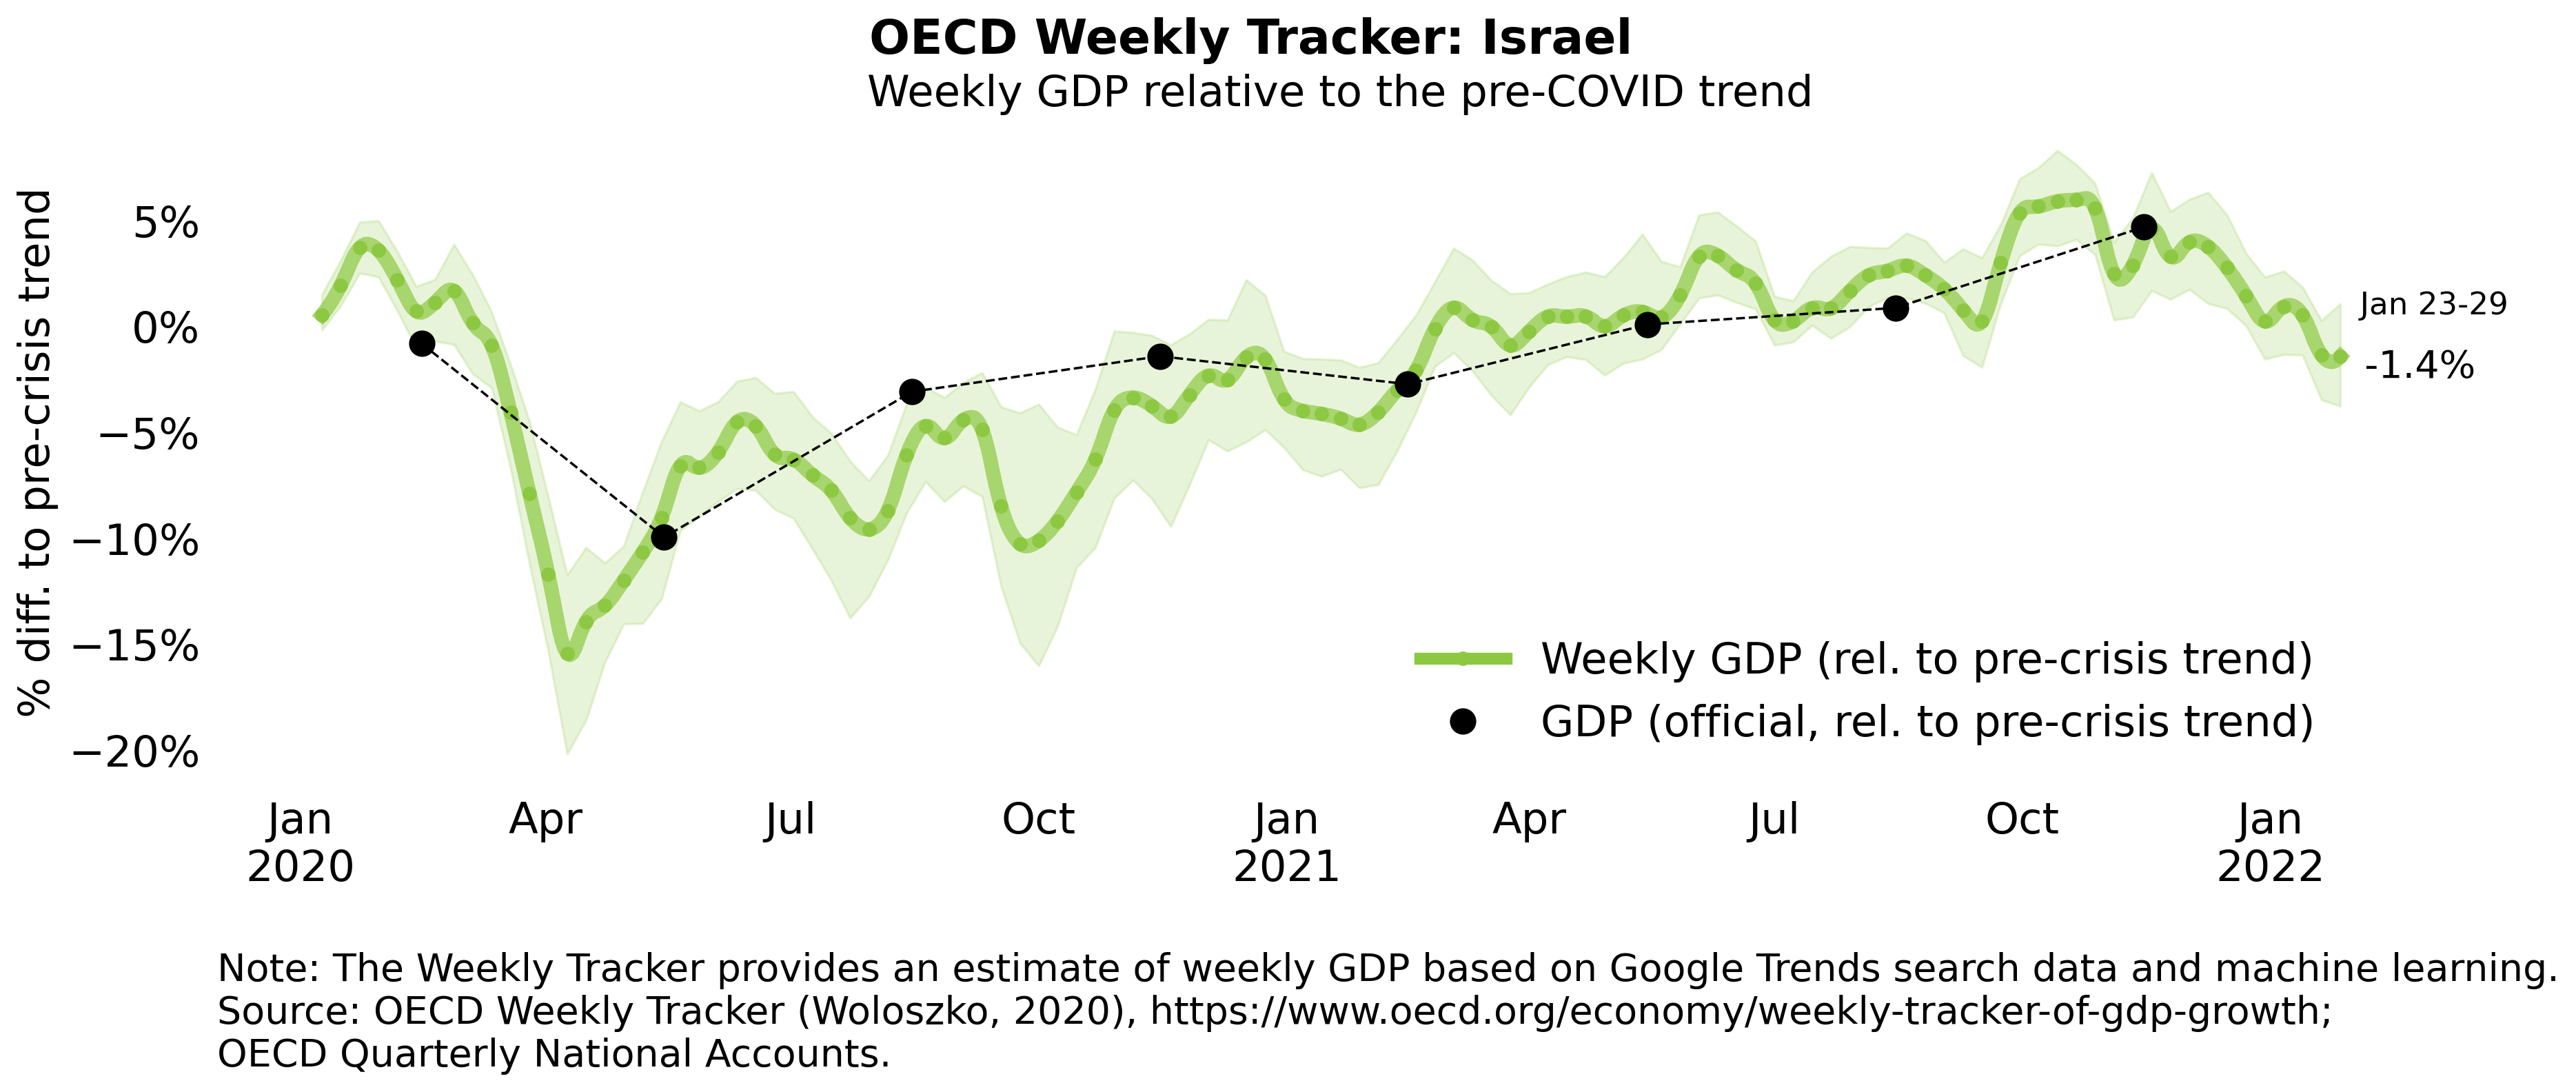 OECD Weekly Tracker: Israel
Weekly GDP relative to the pre-COVID trend
% diff. to pre-crisis trend
5%
0%
−5%
−10%
−15%
−20%
Jan 23-29
-1.4%
Weekly GDP (rel. to pre-crisis trend)
GDP (official, rel. to pre-crisis trend)
Jan Apr Jul Oct Jan Apr Jul Oct Jan
2020 2021 2022
Note: The Weekly Tracker provides an estimate of weekly GDP based on Google Trends search data and machine learning.
Source: OECD Weekly Tracker (Woloszko, 2020), https://www.oecd.org/economy/weekly-tracker-of-gdp-growth;
OECD Quarterly National Accounts.